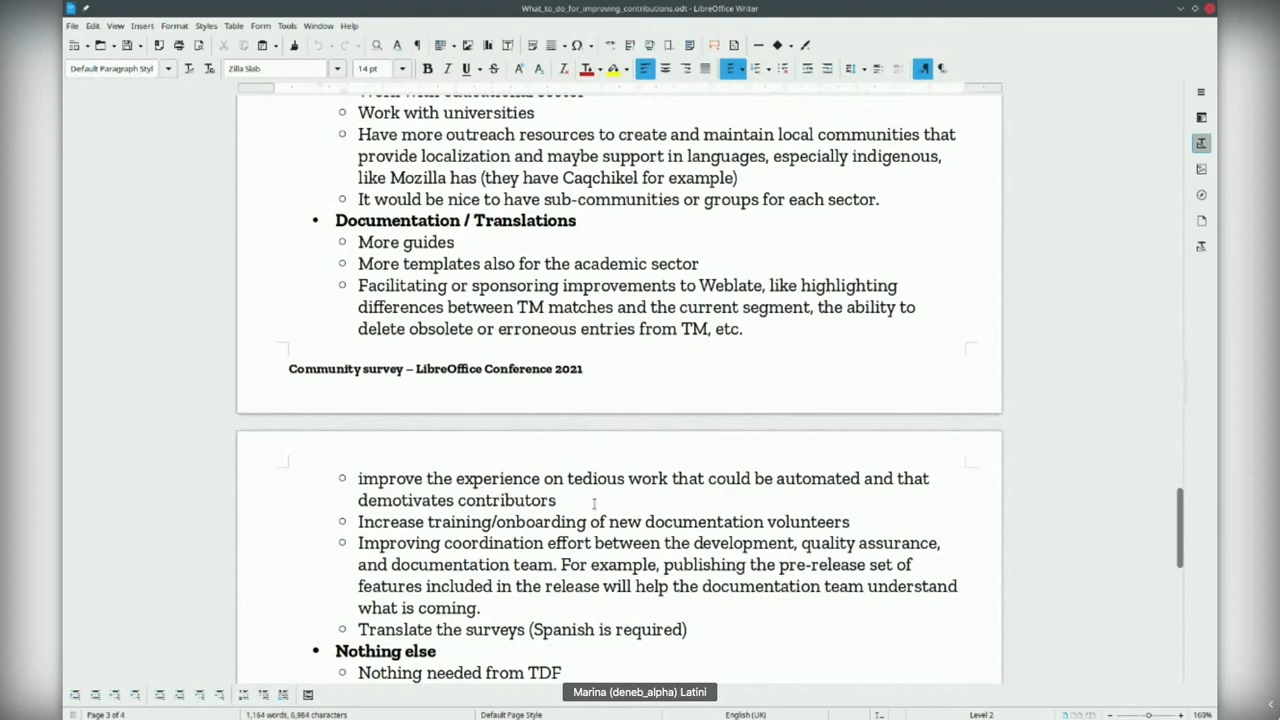 What_to_do_for_improving_contributions.odt - LibreOffice Writer
File Edit View Insert Format Styles Table Form Tools Window Help
Default Paragraph Styl
Zilla Slab
14 pt
Work with educational sector
Work with universities
Have more outreach resources to create and maintain local communities that
provide localization and maybe support in languages, especially indigenous,
like Mozilla has (they have Caqchikel for example)
It would be nice to have sub-communities or groups for each sector.
Documentation / Translations
More guides
More templates also for the academic sector
Facilitating or sponsoring improvements to Weblate, like highlighting
differences between TM matches and the current segment, the ability to
delete obsolete or erroneous entries from TM, etc.
Community survey – LibreOffice Conference 2021
improve the experience on tedious work that could be automated and that
demotivates contributors
Increase training/onboarding of new documentation volunteers
Improving coordination effort between the development, quality assurance,
and documentation team. For example, publishing the pre-release set of
features included in the release will help the documentation team understand
what is coming.
Translate the surveys (Spanish is required)
Nothing else
Nothing needed from TDF
Marina (deneb_alpha) Latini
Page 3 of 4
1,164 words, 6,984 characters
Default Page Style
English (UK)
Level 2
160%